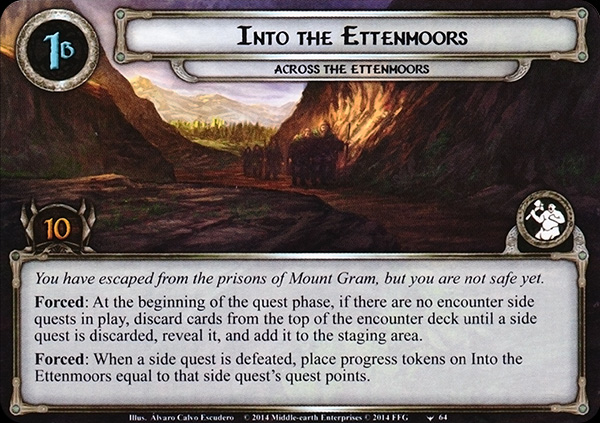 1B
Into the Ettenmoors
Across the Ettenmoors
10
You have escaped from the prisons of Mount Gram, but you are not safe yet.
Forced: At the beginning of the quest phase, if there are no encounter side
quests in play, discard cards from the top of the encounter deck until a side
quest is discarded, reveal it, and add it to the staging area.
Forced: When a side quest is defeated, place progress tokens on Into the
Ettenmoors equal to that side quest's quest points.
Illus. Álvaro Calvo Escudero © 2014 Middle-earth Enterprises © 2014 FFG 64